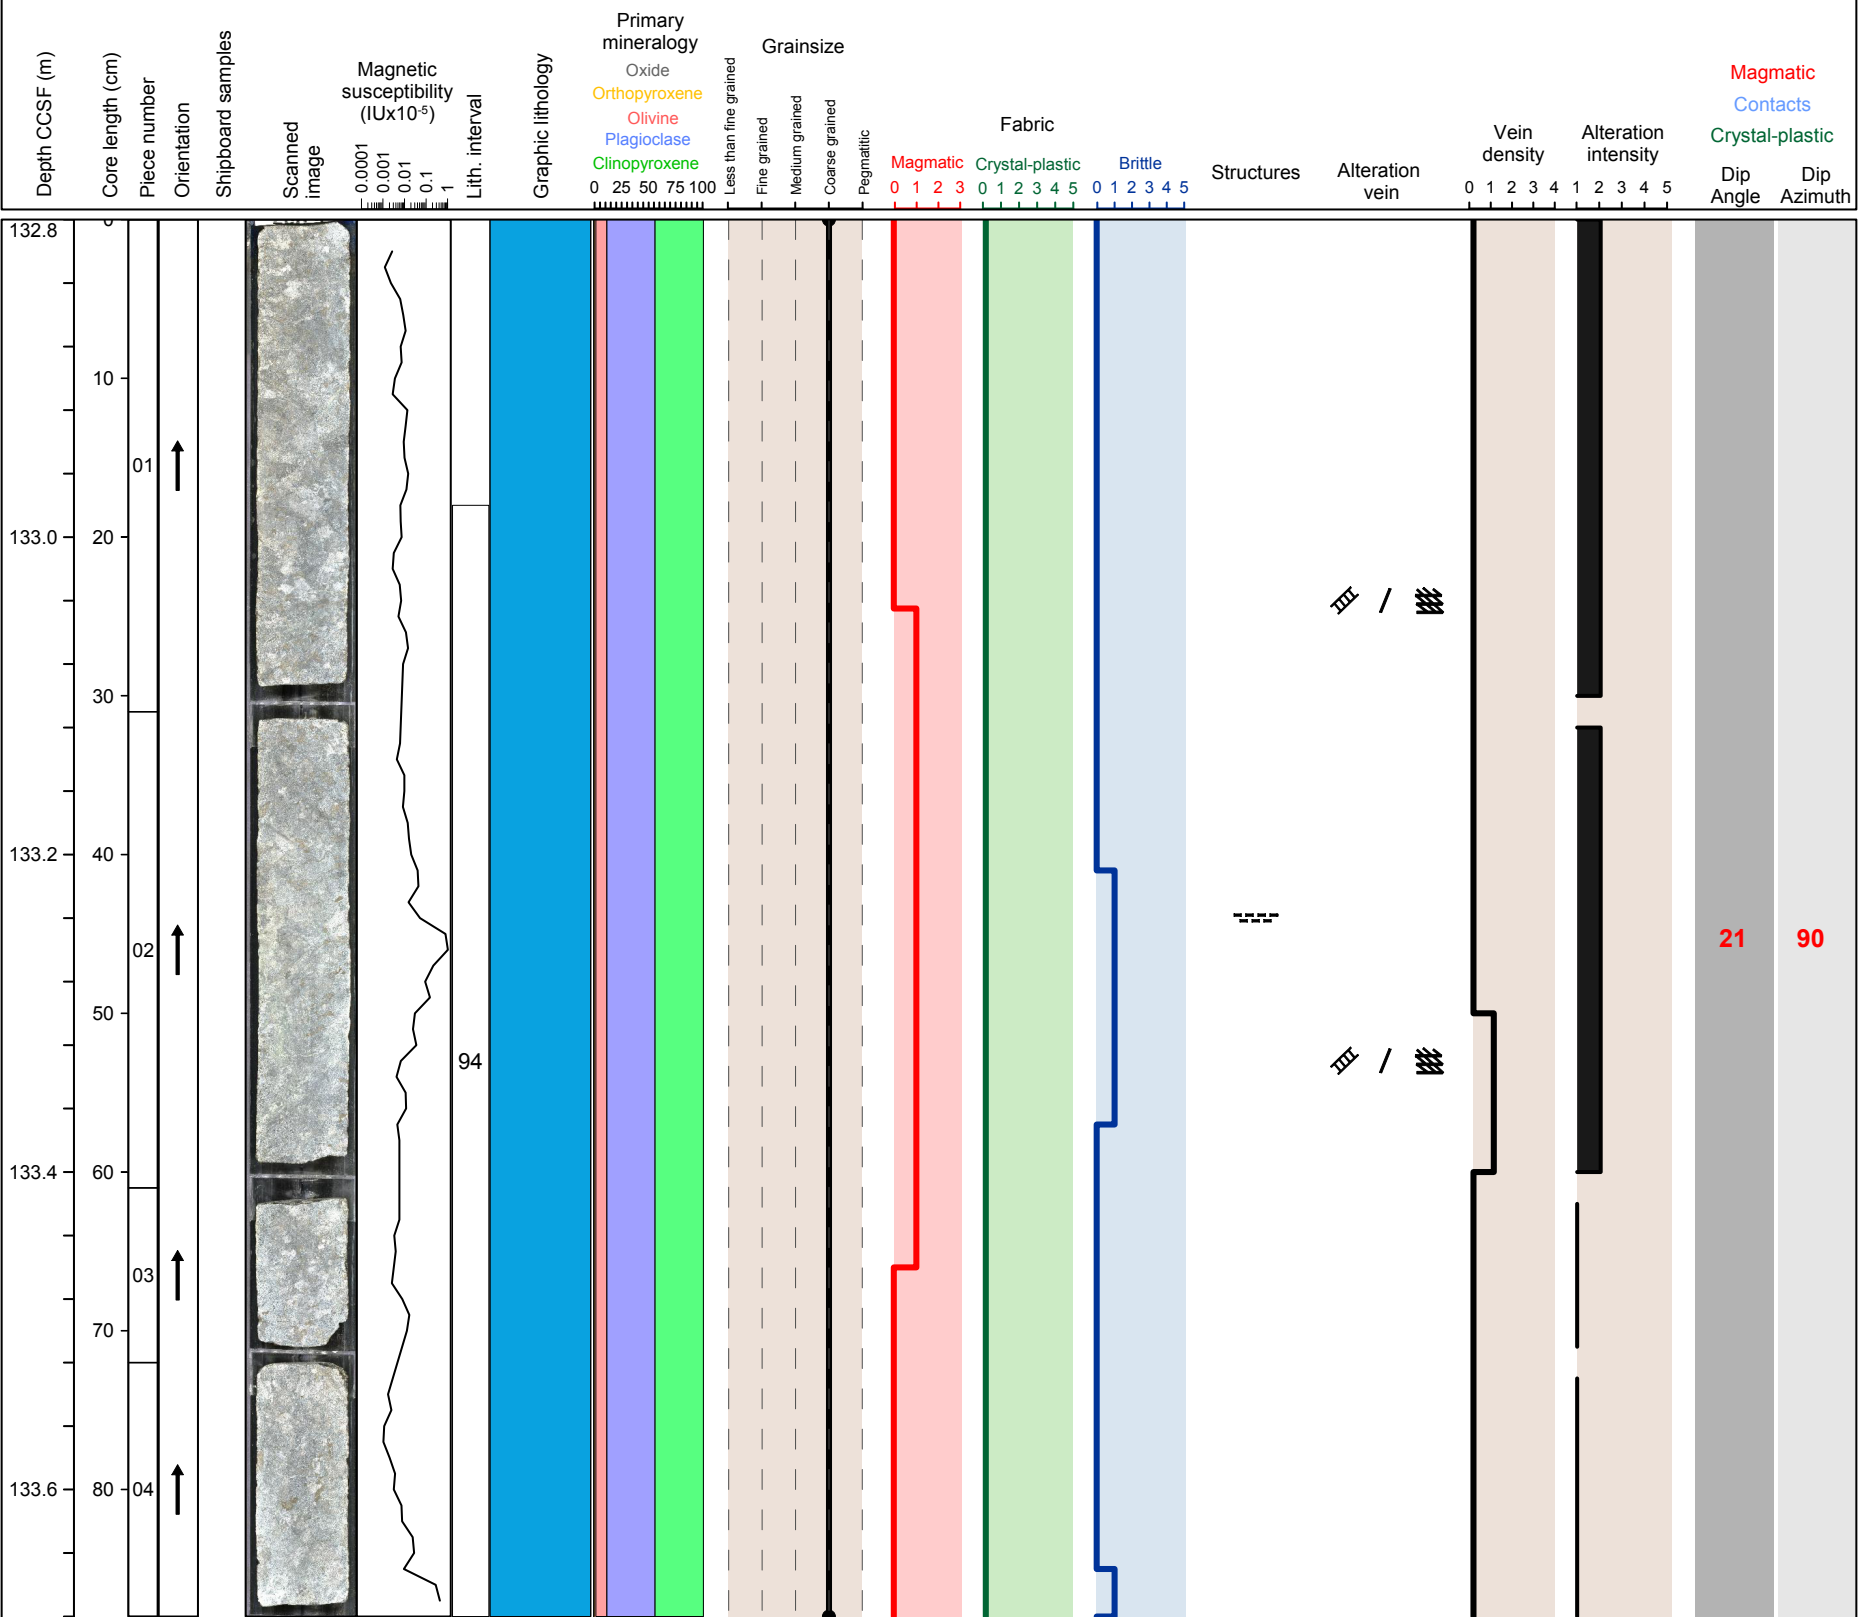 Depth CCSF (m)
Core length (cm)
Piece number
Orientation
Shipboard samples
Scanned
image
Magnetic
susceptibility
(IUx10-5)
0.0001
0.001
0.01
0.1
1
Lith. interval
Graphic lithology
Primary
mineralogy
Oxide
Orthopyroxene
Olivine
Plagioclase
Clinopyroxene
0 25 50 75 100
Grainsize
Less than fine grained
Fine grained
Medium grained
Coarse grained
Pegmatitic
Fabric
Magmatic
0 1 2 3
Crystal-plastic
0 1 2 3 4 5
Brittle
0 1 2 3 4 5
Structures
Alteration
vein
Vein
density
0 1 2 3 4
Alteration
intensity
1 2 3 4 5
Magmatic
Contacts
Crystal-plastic
Dip
Angle
Dip
Azimuth
132.8
0
10
01
133.0
20
30
133.2
40
02
21
90
50
94
133.4
60
03
70
133.6
80
04